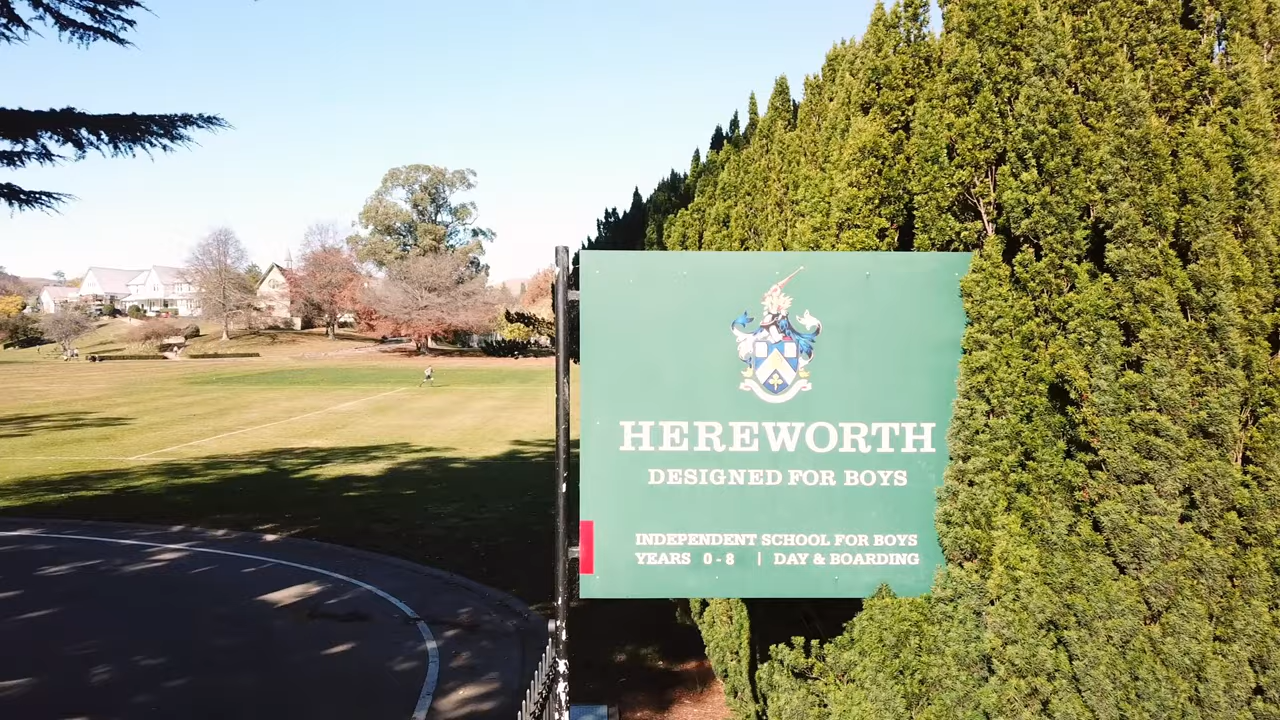 HEREWORTH
DESIGNED FOR BOYS
INDEPENDENT SCHOOL FOR BOYS
YEARS 0-8 | DAY & BOARDING